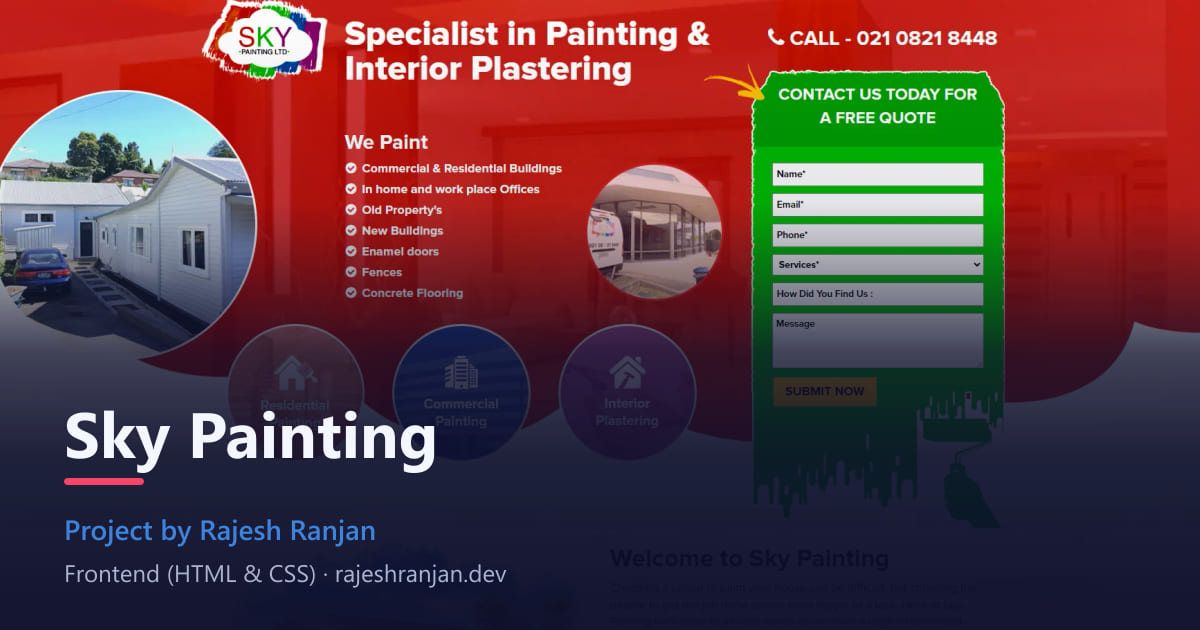 SKY
-PAINTING LTD-
Specialist in Painting &
Interior Plastering
CALL - 021 0821 8448
CONTACT US TODAY FOR
A FREE QUOTE
We Paint
Commercial & Residential Buildings
In home and work place Offices
Old Property's
New Buildings
Enamel doors
Fences
Concrete Flooring
Name*
Email*
Phone*
Services*
How Did You Find Us :
Message
SUBMIT NOW
Residential
Commercial
Painting
Interior
Plastering
Sky Painting
Project by Rajesh Ranjan
Frontend (HTML & CSS) · rajeshranjan.dev
Welcome to Sky Painting